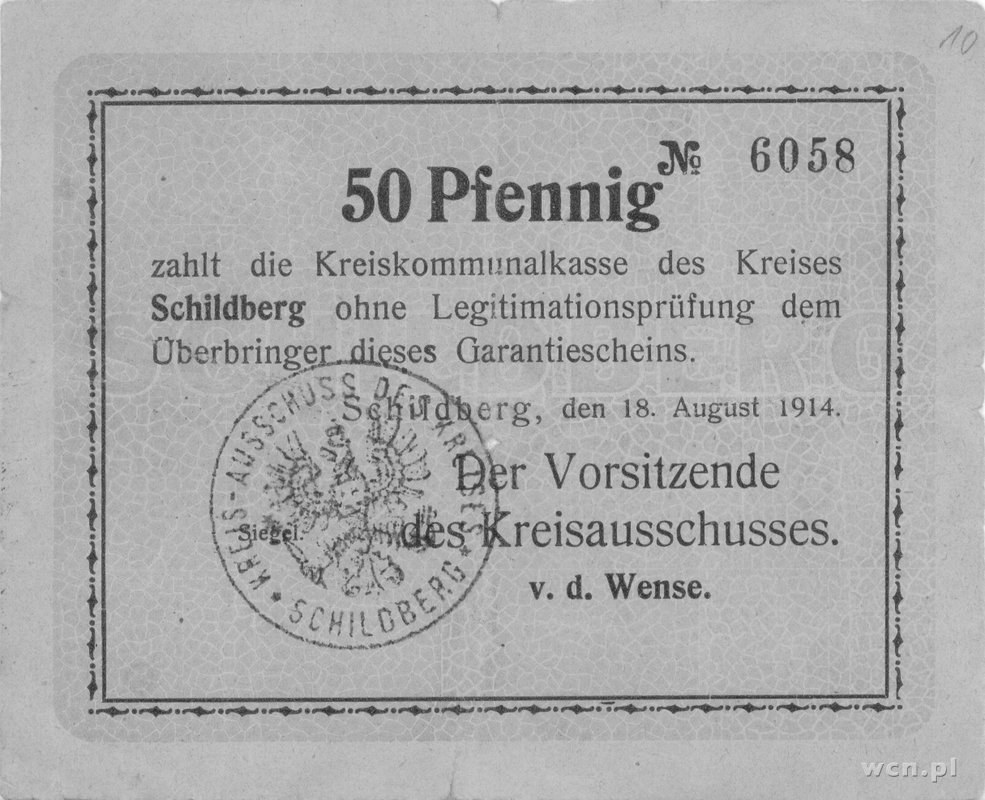 10
№ 6058
50 Pfennig
zahlt die Kreiskommunalkasse des Kreises
Schildberg ohne Legitimationsprüfung dem
Überbringer dieses Garantiescheins.
SCHILDBERG
Schildberg, den 18. August 1914.
Der Vorsitzende
des Kreisausschusses.
v. d. Wense.
Siegel.
* KREIS-AUSSCHUSS DES KREISES *
SCHILDBERG
wcn.pl